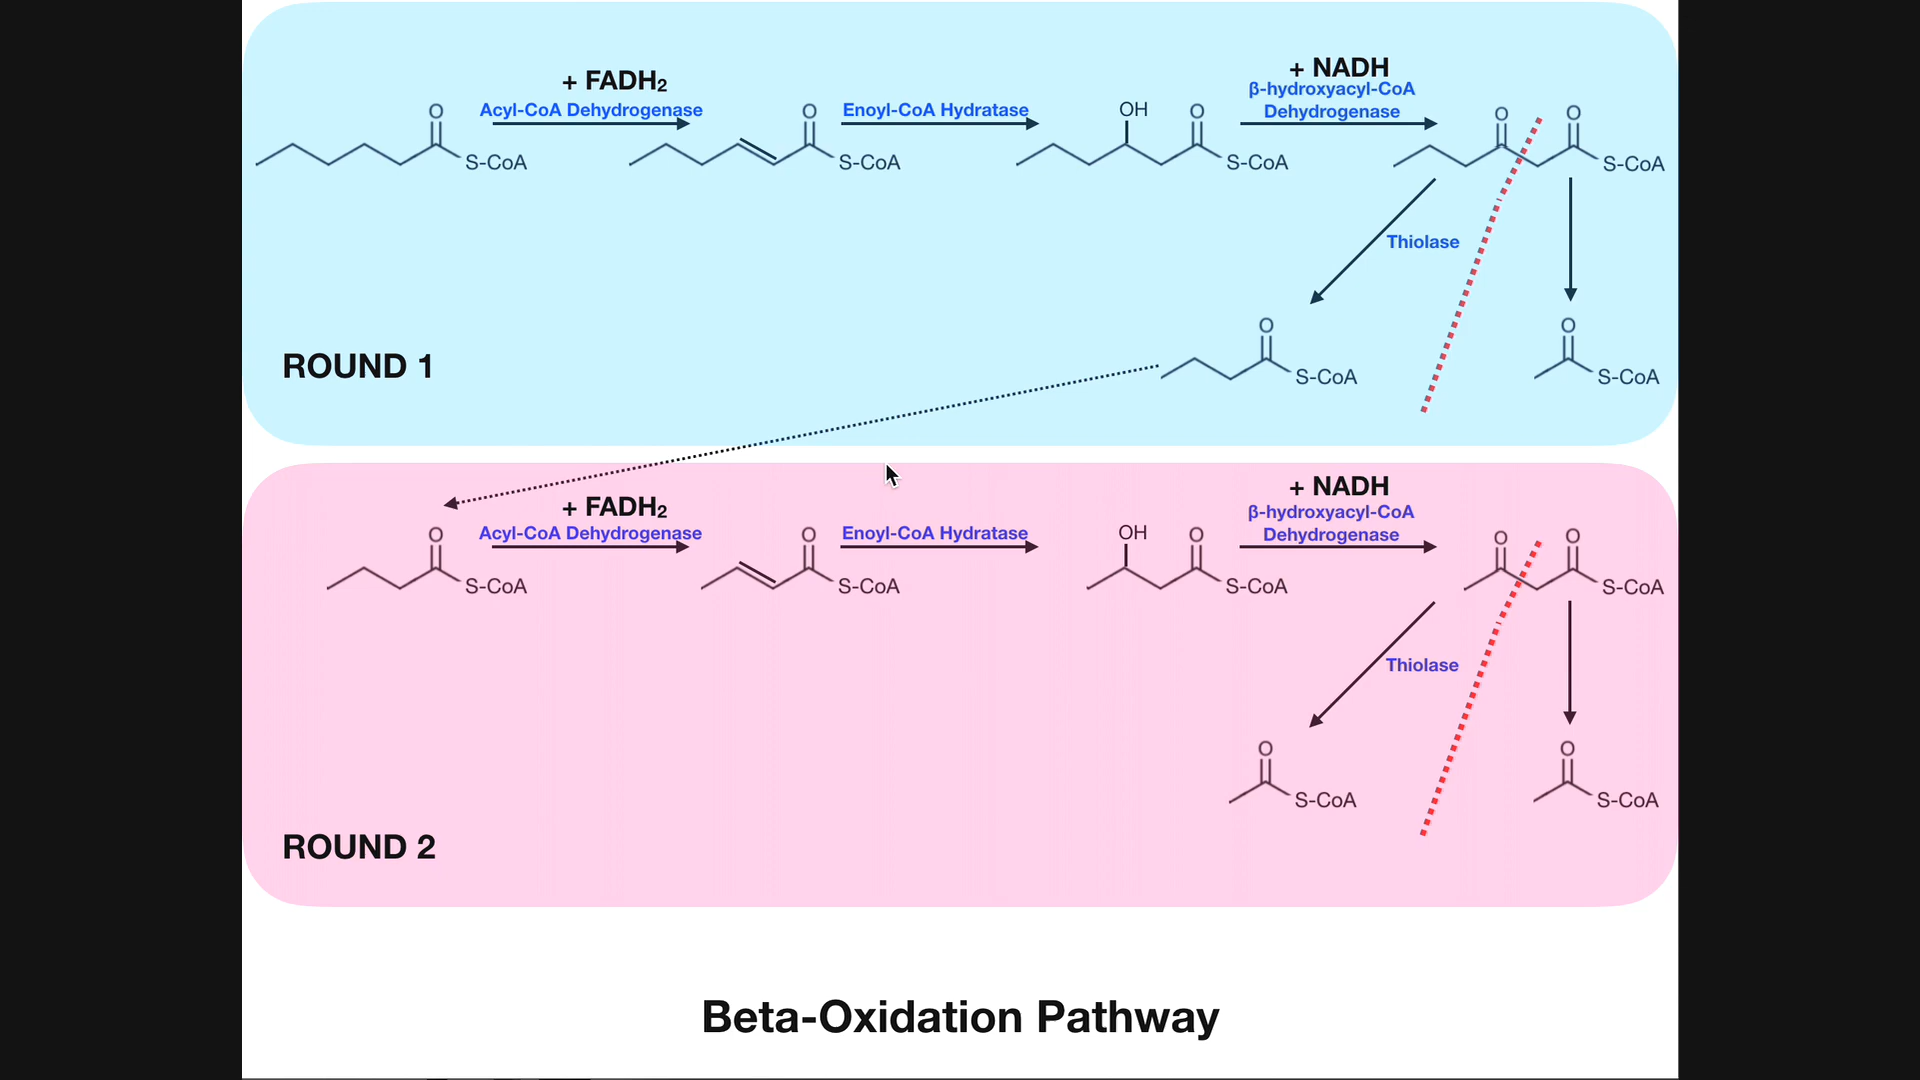 + FADH₂
Acyl-CoA Dehydrogenase
Enoyl-CoA Hydratase
+ NADH
β-hydroxyacyl-CoA
Dehydrogenase
O
S-CoA
O
S-CoA
OH
O
S-CoA
O
O
S-CoA
Thiolase
O
S-CoA
O
S-CoA
ROUND 1
+ FADH₂
Acyl-CoA Dehydrogenase
Enoyl-CoA Hydratase
+ NADH
β-hydroxyacyl-CoA
Dehydrogenase
O
S-CoA
O
S-CoA
OH
O
S-CoA
O
O
S-CoA
Thiolase
O
S-CoA
O
S-CoA
ROUND 2
Beta-Oxidation Pathway